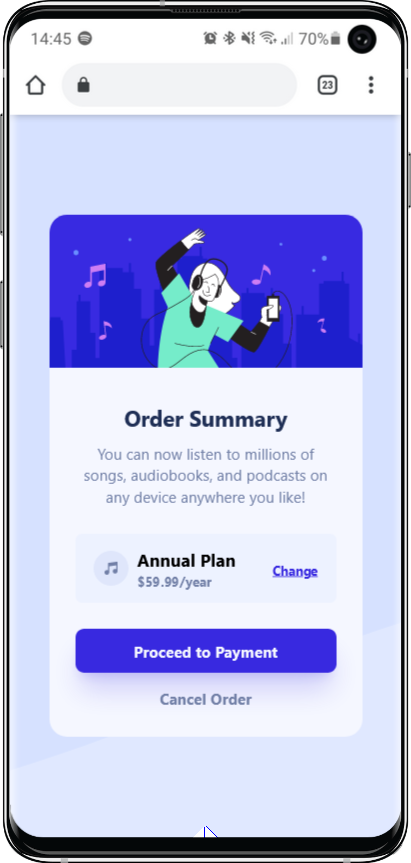 14:45
70%
23
Order Summary
You can now listen to millions of
songs, audiobooks, and podcasts on
any device anywhere you like!
Annual Plan
$59.99/year
Change
Proceed to Payment
Cancel Order